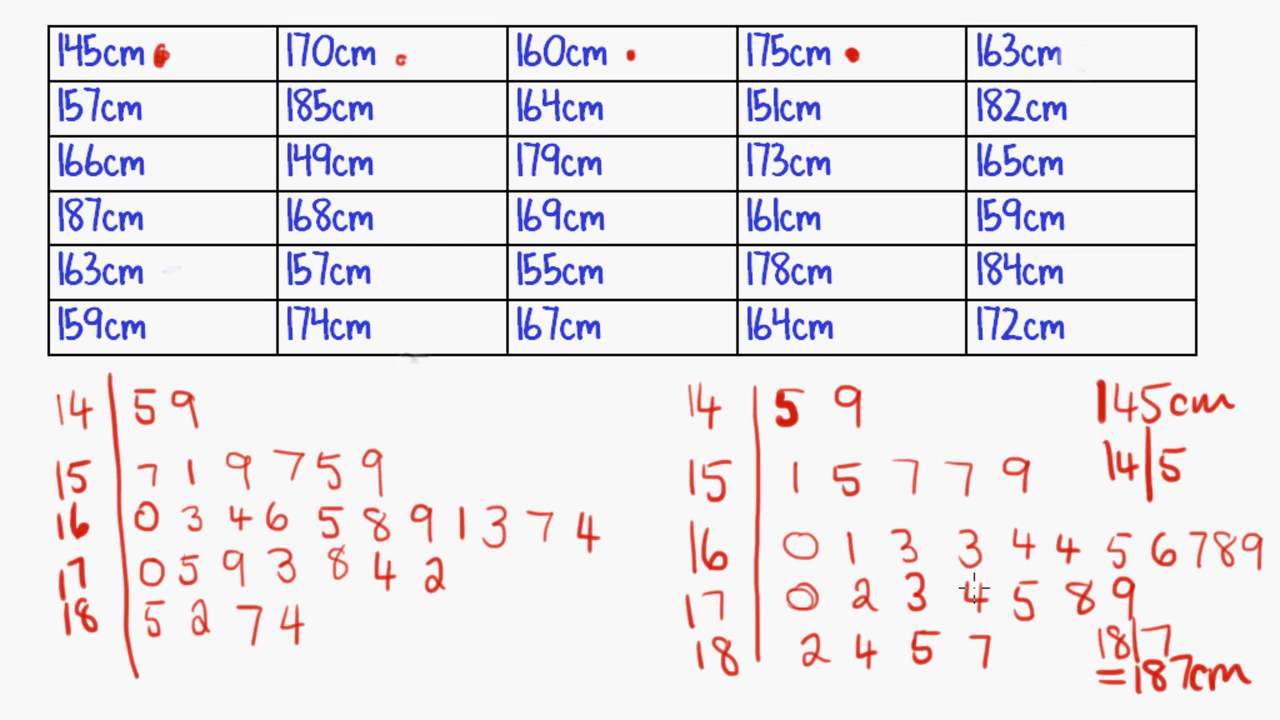 145cm 170cm 160cm 175cm 163cm
157cm 185cm 164cm 151cm 182cm
166cm 149cm 179cm 173cm 165cm
187cm 168cm 169cm 161cm 159cm
163cm 157cm 155cm 178cm 184cm
159cm 174cm 167cm 164cm 172cm
14 | 5 9
15 | 7 1 9 7 5 9
16 | 0 3 4 6 5 8 9 1 3 7 4
17 | 0 5 9 3 8 4 2
18 | 5 2 7 4
14 | 5 9
15 | 1 5 7 7 9
16 | 0 1 3 3 4 4 5 6 7 8 9
17 | 0 2 3 4 5 8 9
18 | 2 4 5 7
145cm
14|5
18|7
=187cm